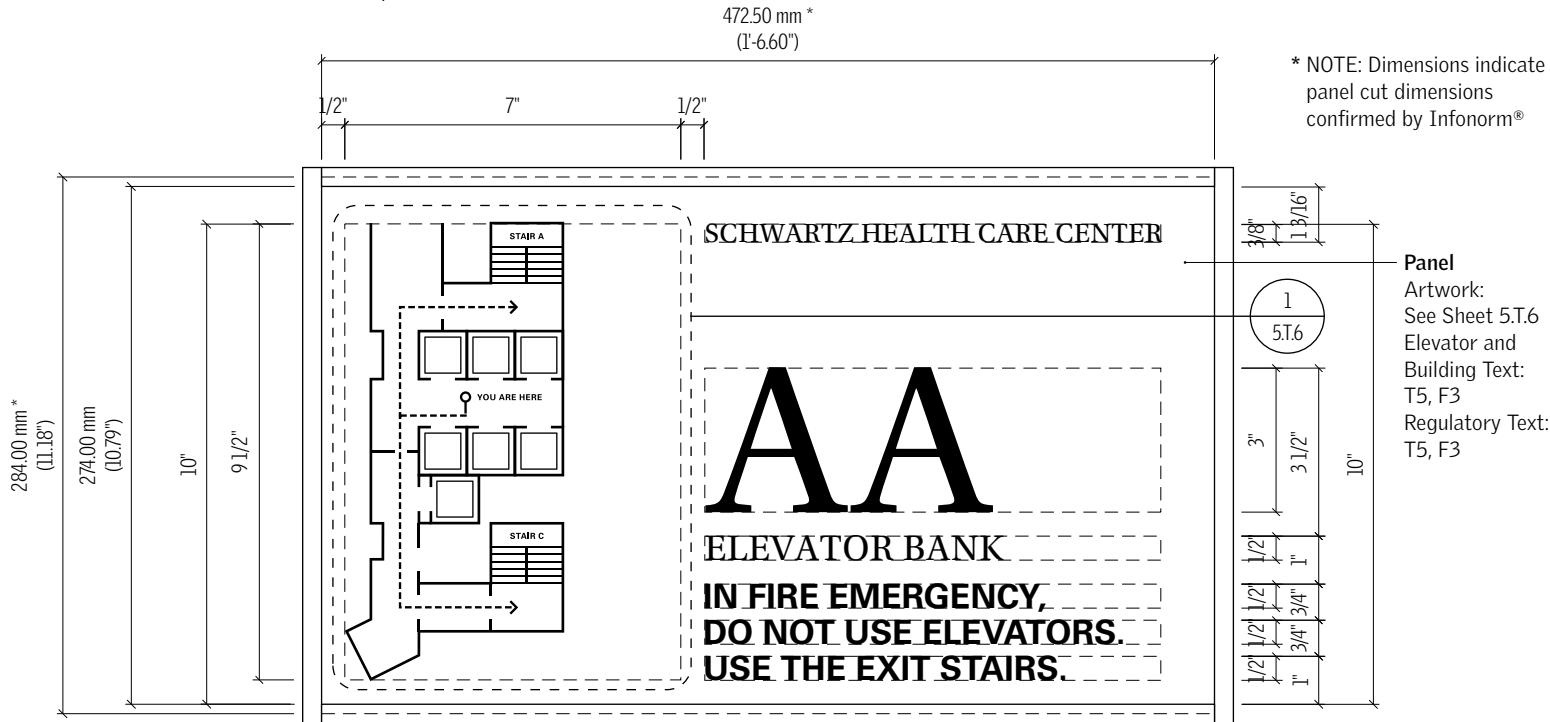 472.50 mm *
(1'-6.60")
* NOTE: Dimensions indicate
panel cut dimensions
confirmed by Infonorm®
1/2"
7"
1/2"
284.00 mm *
(11.18")
274.00 mm
(10.79")
10"
9 1/2"
STAIR A
YOU ARE HERE
STAIR C
SCHWARTZ HEALTH CARE CENTER
AA
ELEVATOR BANK
IN FIRE EMERGENCY,
DO NOT USE ELEVATORS.
USE THE EXIT STAIRS.
3/8"
1 3/16"
1
5.T.6
3"
3 1/2"
10"
1/2"
1"
1/2"
3/4"
1/2"
3/4"
1/2"
1"
Panel
Artwork:
See Sheet 5.T.6
Elevator and
Building Text:
T5, F3
Regulatory Text:
T5, F3